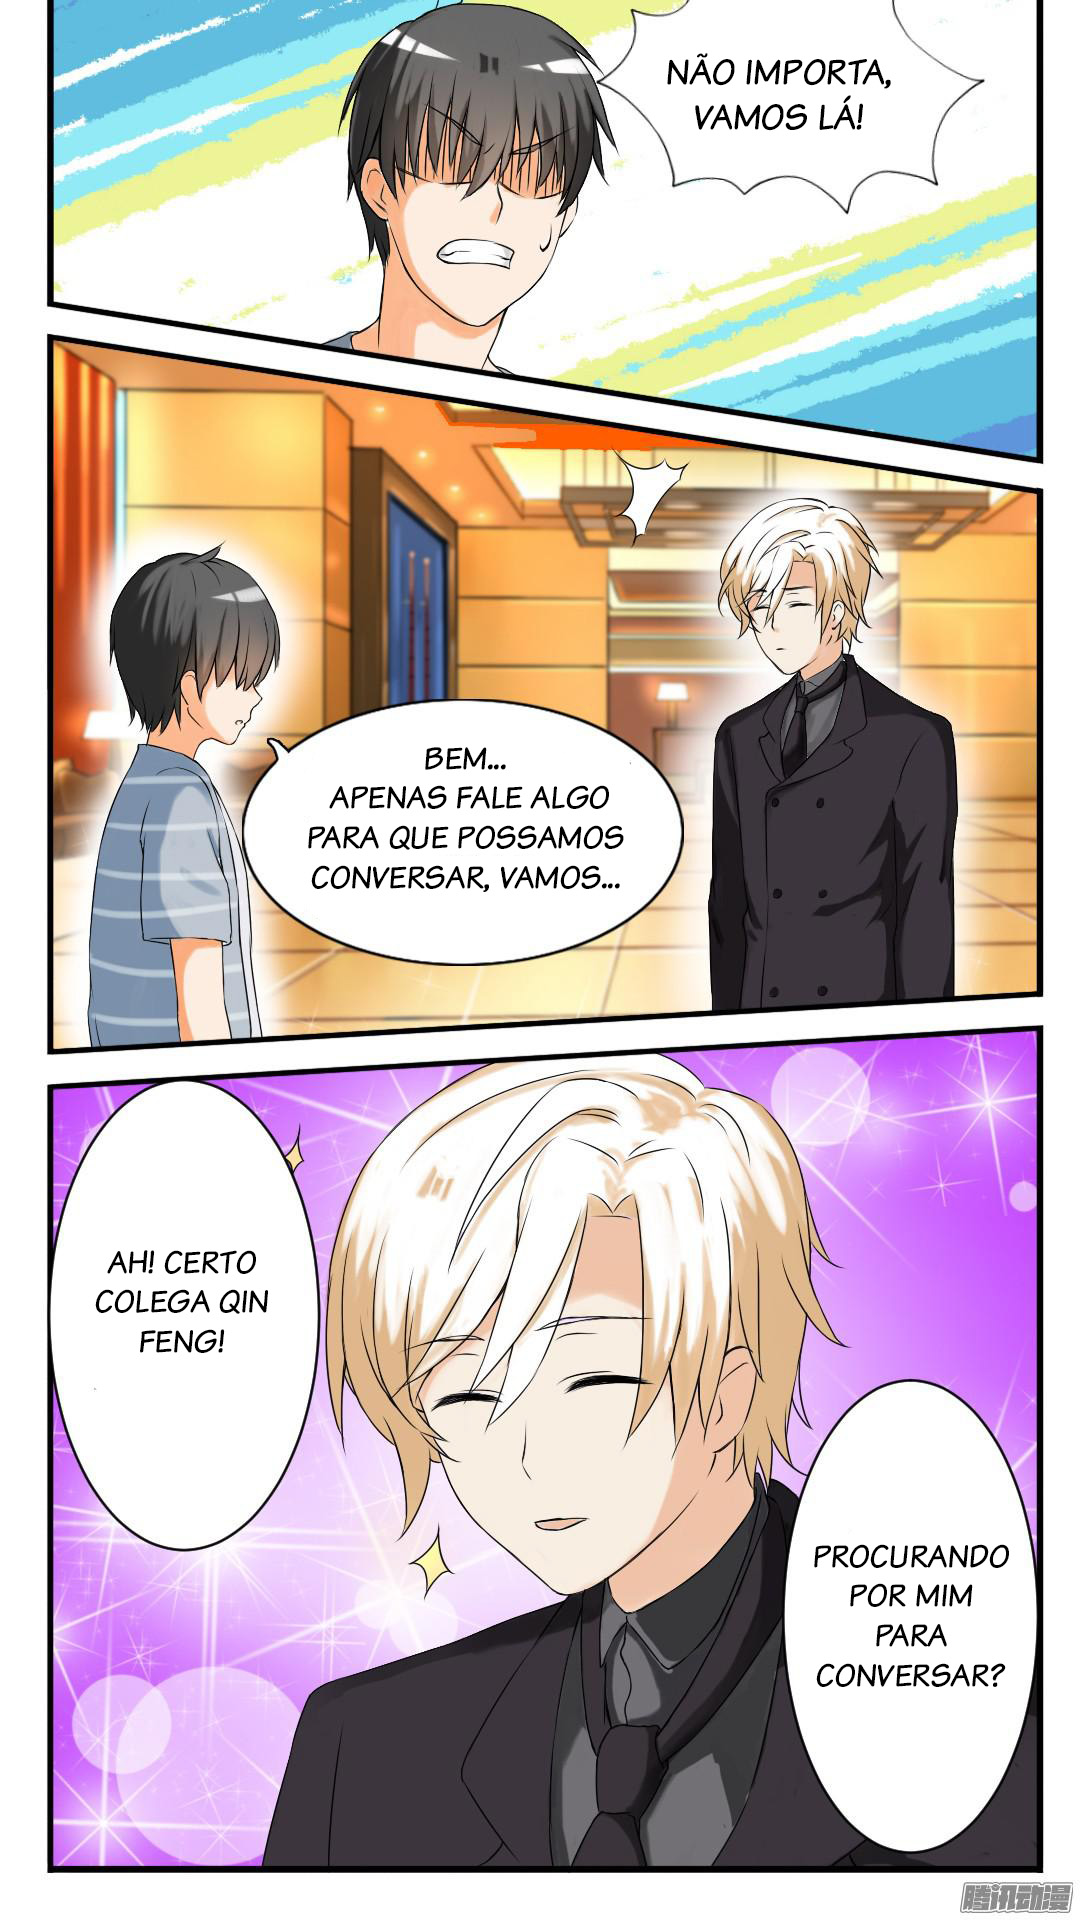 NÃO IMPORTA,
VAMOS LÁ!
BEM...
APENAS FALE ALGO
PARA QUE POSSAMOS
CONVERSAR, VAMOS...
AH! CERTO
COLEGA QIN
FENG!
PROCURANDO
POR MIM
PARA
CONVERSAR?
腾讯动漫